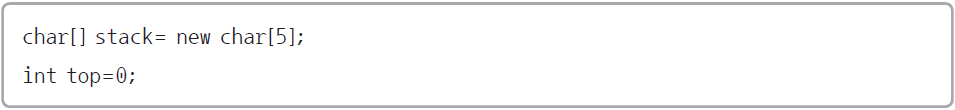 char[] stack= new char[5];
int top=0;